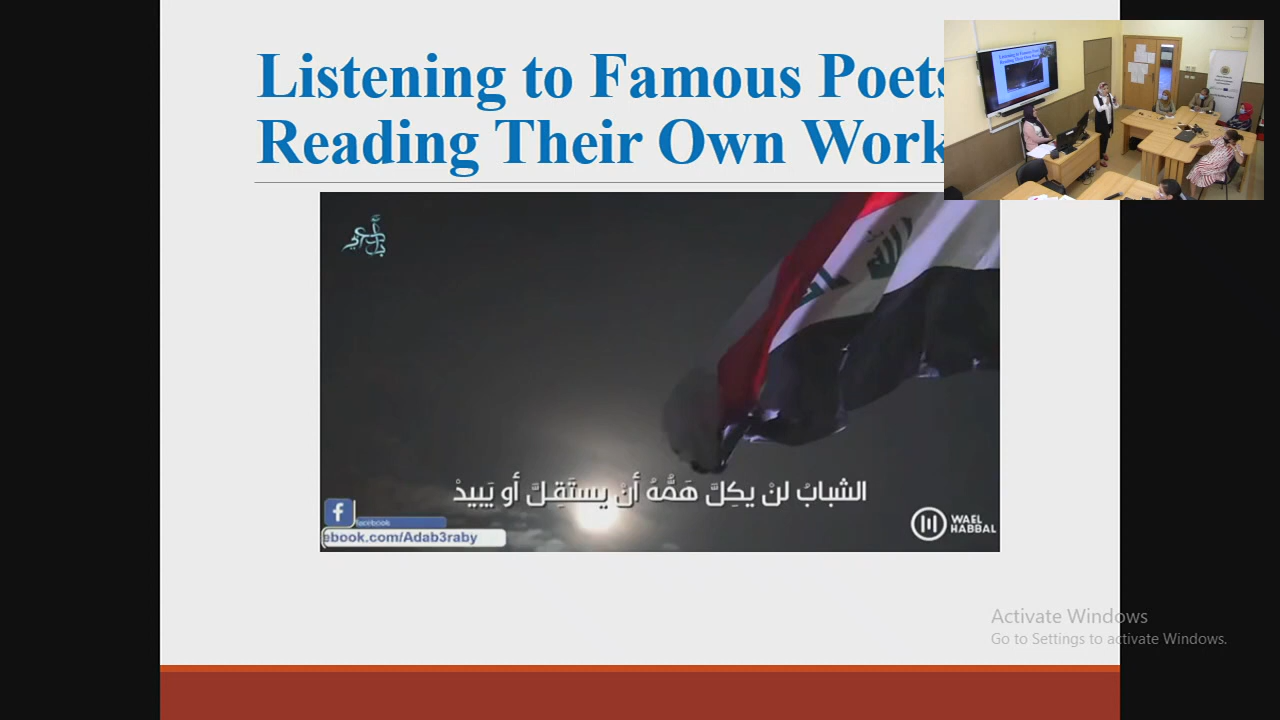 Listening to Famous Poets
Reading Their Own Work
الشبابُ لنْ يكِلَّ هَمُّهُ أنْ يستَقِلَّ أو يَبِيدْ
facebook
ebook.com/Adab3raby
WAEL
HABBAL
Activate Windows
Go to Settings to activate Windows.